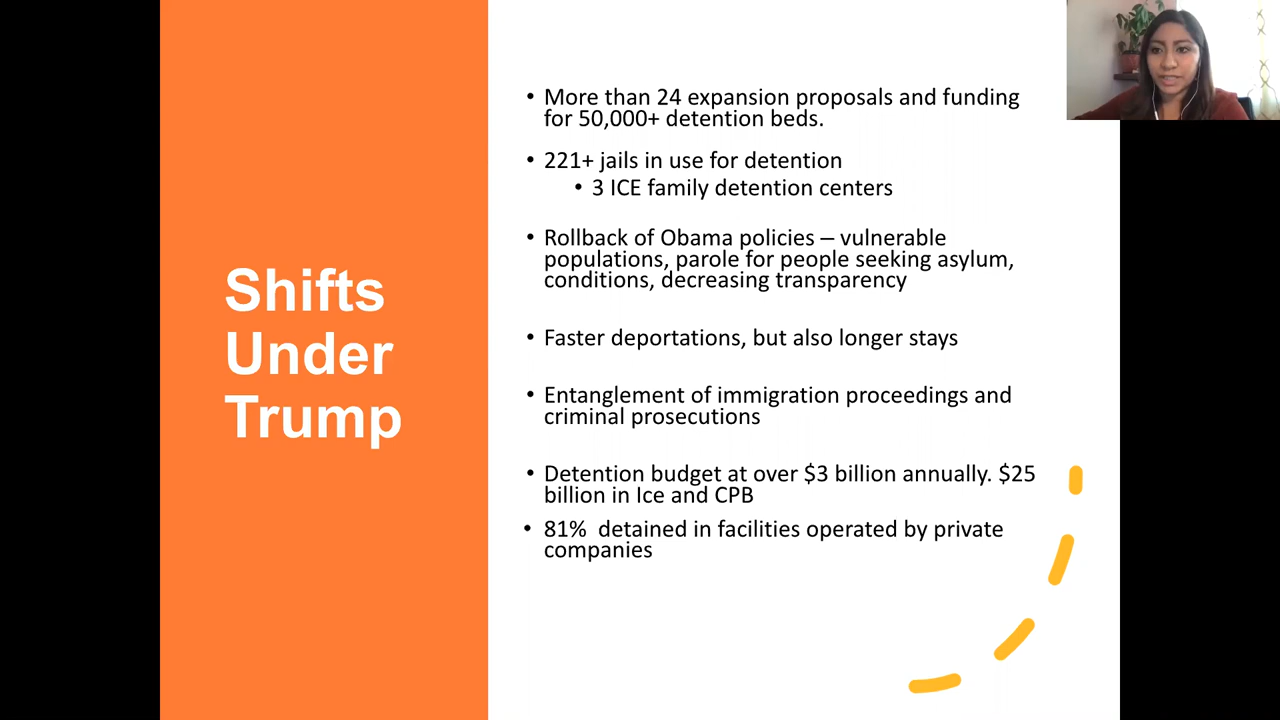 Shifts
Under
Trump
• More than 24 expansion proposals and funding
for 50,000+ detention beds.
• 221+ jails in use for detention
• 3 ICE family detention centers
• Rollback of Obama policies – vulnerable
populations, parole for people seeking asylum,
conditions, decreasing transparency
• Faster deportations, but also longer stays
• Entanglement of immigration proceedings and
criminal prosecutions
• Detention budget at over $3 billion annually. $25
billion in Ice and CPB
• 81%  detained in facilities operated by private
companies